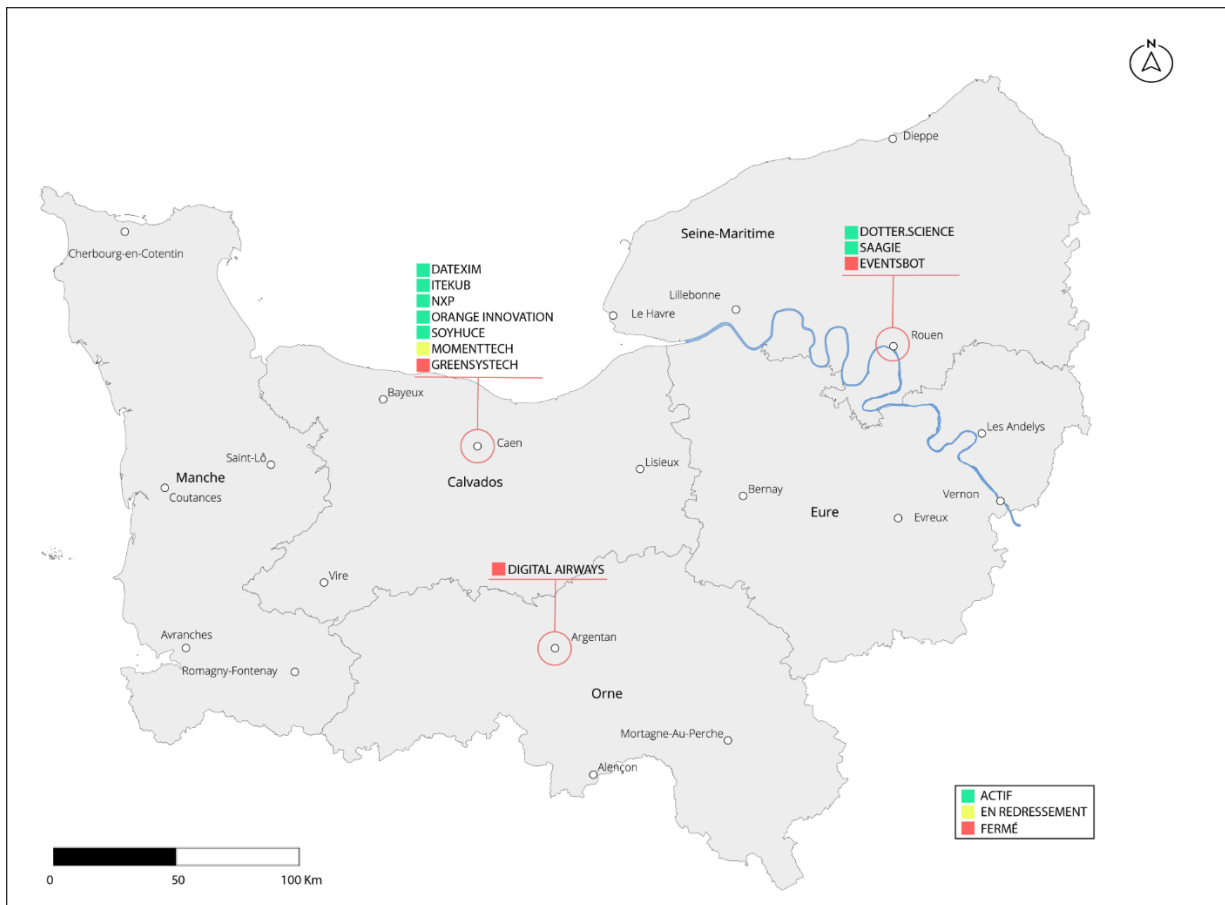 N
Dieppe
Cherbourg-en-Cotentin
Seine-Maritime
DOTTER.SCIENCE
SAAGIE
EVENTSBOT
DATEXIM
ITEKUB
NXP
ORANGE INNOVATION
SOYHUCE
MOMENTTECH
GREENSYSTECH
Lillebonne
Le Havre
Rouen
Bayeux
Caen
Les Andelys
Saint-Lô
Manche
Coutances
Calvados
Lisieux
Bernay
Eure
Vernon
Evreux
DIGITAL AIRWAYS
Vire
Avranches
Argentan
Romagny-Fontenay
Orne
Mortagne-Au-Perche
Alençon
ACTIF
EN REDRESSEMENT
FERMÉ
0 50 100 Km